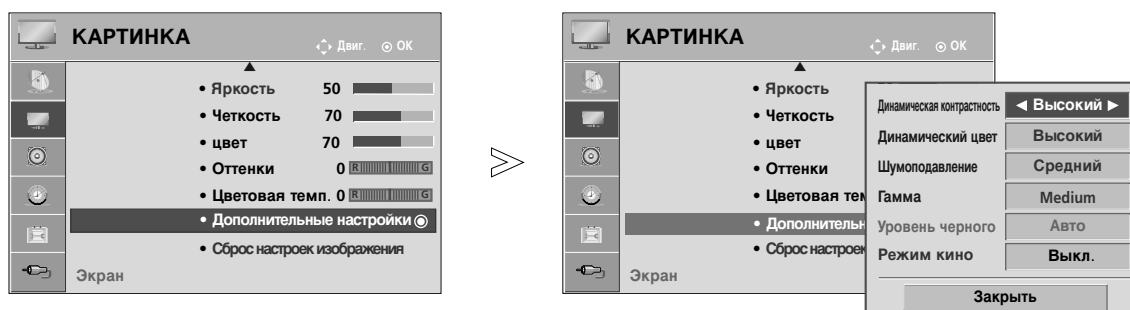 КАРТИНКА
Двиг. OK
• Яркость 50
• Четкость 70
• цвет 70
• Оттенки 0 R G
• Цветовая темп. 0 R G
• Дополнительные настройки
• Сброс настроек изображения
Экран
КАРТИНКА
Двиг. OK
• Яркость
• Четкость
• цвет
• Оттенки
• Цветовая тем
• Дополнительн
• Сброс настроек
Экран
Динамическая контрастность ◀ Высокий ▶
Динамический цвет Высокий
Шумоподавление Средний
Гамма Medium
Уровень черного Авто
Режим кино Выкл.
Закрыть